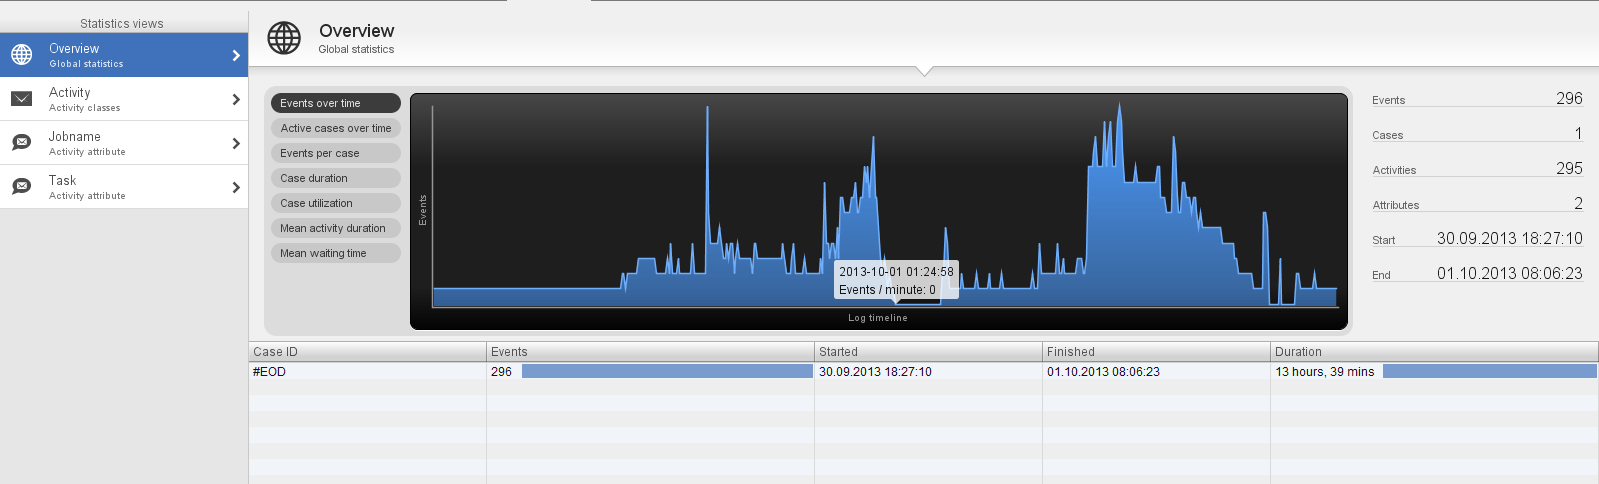 Statistics views
Overview
Global statistics
Activity
Activity classes
Jobname
Activity attribute
Task
Activity attribute
Overview
Global statistics
Events over time
Active cases over time
Events per case
Case duration
Case utilization
Mean activity duration
Mean waiting time
Events
2013-10-01 01:24:58
Events / minute: 0
Log timeline
Events 296
Cases 1
Activities 295
Attributes 2
Start 30.09.2013 18:27:10
End 01.10.2013 08:06:23
Case ID Events Started Finished Duration
#EOD 296 30.09.2013 18:27:10 01.10.2013 08:06:23 13 hours, 39 mins